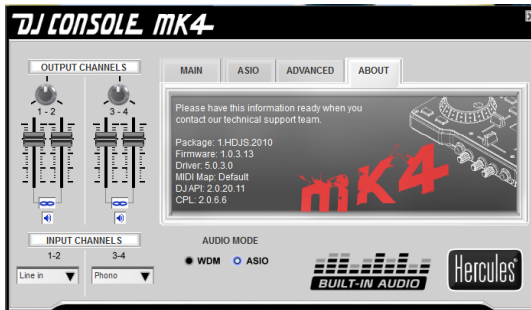 DJ CONSOLE MK4
OUTPUT CHANNELS
1 - 2
3 - 4
INPUT CHANNELS
1-2
3-4
Line in
Phono
MAIN
ASIO
ADVANCED
ABOUT
Please have this information ready when you
contact our technical support team.
Package: 1.HDJS.2010
Firmware: 1.0.3.13
Driver: 5.0.3.0
MIDI Map: Default
DJ API: 2.0.20.11
CPL: 2.0.6.6
mk4
AUDIO MODE
WDM
ASIO
BUILT-IN AUDIO
Hercules